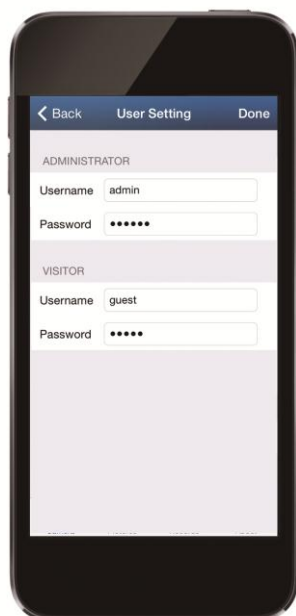 Back User Setting Done
ADMINISTRATOR
Username admin
Password ••••••
VISITOR
Username guest
Password •••••